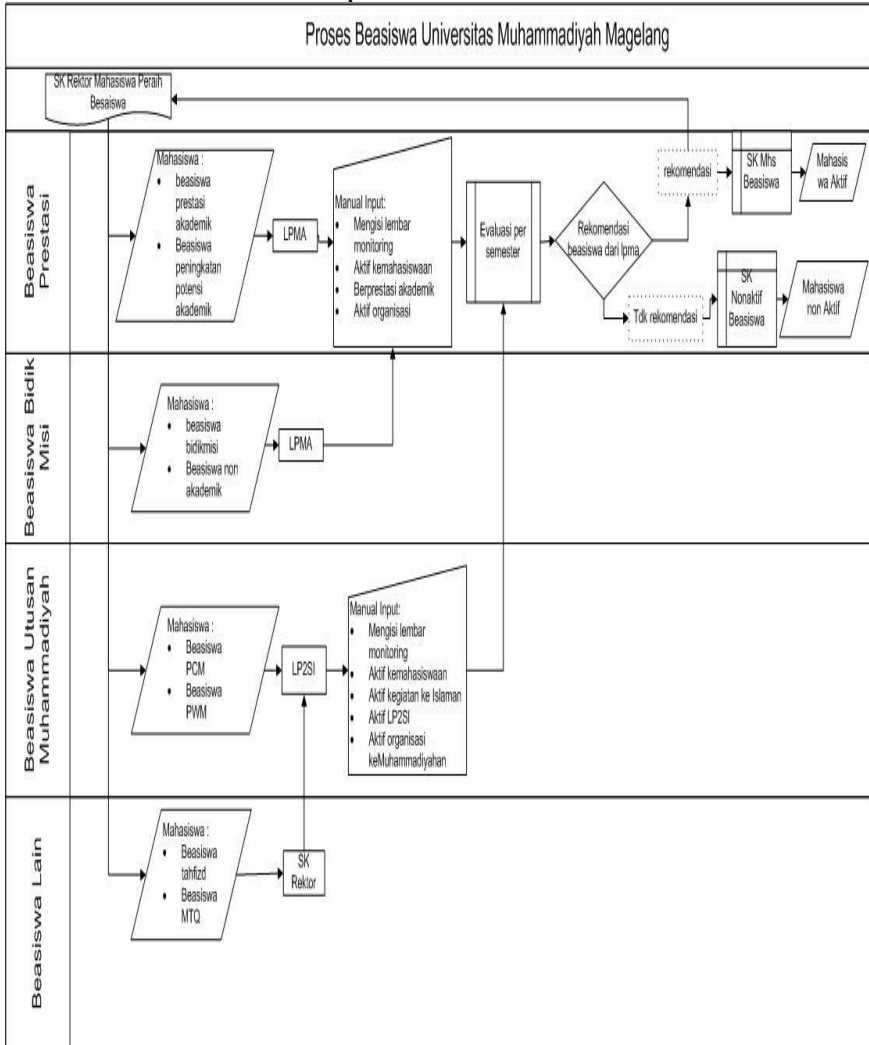 Proses Beasiswa Universitas Muhammadiyah Magelang
SK Rektor Mahasiswa Peraih
Besaiswa
Beasiswa
Prestasi
Mahasiswa :
• beasiswa
prestasi
akademik
• Beasiswa
peningkatan
potensi
akademik
LPMA
Manual Input:
• Mengisi lembar
monitoring
• Aktif kemahasiswaan
• Berprestasi akademik
• Aktif organisasi
Evaluasi per
semester
Rekomendasi
beasiswa dari lpma
rekomendasi
SK Mhs
Beasiswa
Mahasis
wa Aktif
Tdk rekomendasi
SK
Nonaktif
Beasiswa
Mahasiswa
non Aktif
Beasiswa Bidik
Misi
Mahasiswa :
• beasiswa
bidikmisi
• Beasiswa non
akademik
LPMA
Beasiswa Utusan
Muhammadiyah
Mahasiswa :
• Beasiswa
PCM
• Beasiswa
PWM
LP2SI
Manual Input:
• Mengisi lembar
monitoring
• Aktif kemahasiswaan
• Aktif kegiatan ke Islaman
• Aktif LP2SI
• Aktif organisasi
keMuhammadiyahan
Beasiswa Lain
Mahasiswa :
• Beasiswa
tahfizd
• Beasiswa
MTQ
SK
Rektor